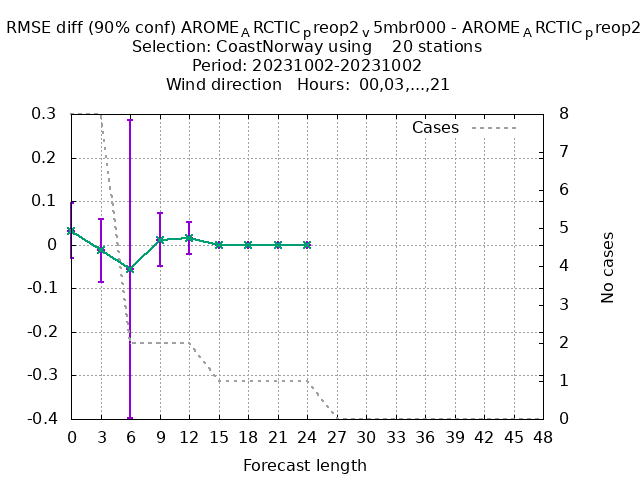 RMSE diff (90% conf) AROME_ARCTIC_preop2_v5mbr000 - AROME_ARCTIC_preop2
Selection: CoastNorway using    20 stations
Period: 20231002-20231002
Wind direction   Hours:  00,03,...,21
Cases
0.3
0.2
0.1
0
-0.1
-0.2
-0.3
-0.4
8
7
6
5
4
3
2
1
0
No cases
0 3 6 9 12 15 18 21 24 27 30 33 36 39 42 45 48
Forecast length